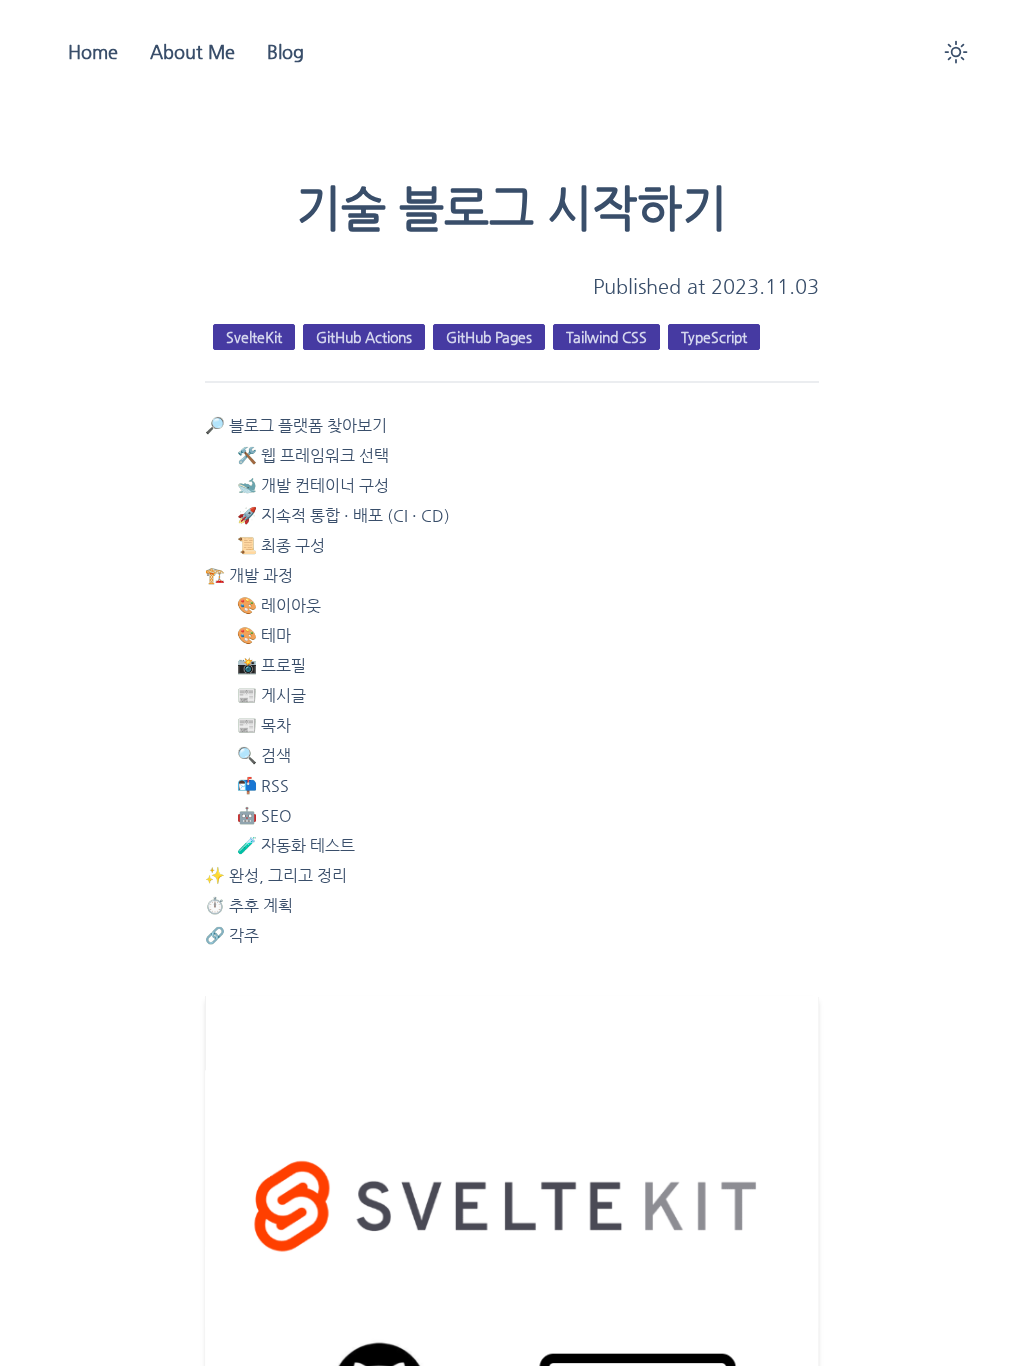 Home About Me Blog
기술 블로그 시작하기
Published at 2023.11.03
SvelteKit GitHub Actions GitHub Pages Tailwind CSS TypeScript
🔎 블로그 플랫폼 찾아보기
🛠️ 웹 프레임워크 선택
🐋 개발 컨테이너 구성
🚀 지속적 통합 · 배포 (CI · CD)
📜 최종 구성
🏗️ 개발 과정
🎨 레이아웃
🎨 테마
📸 프로필
📰 게시글
📰 목차
🔍 검색
📬 RSS
🤖 SEO
🧪 자동화 테스트
✨ 완성, 그리고 정리
⏱️ 추후 계획
🔗 각주
SVELTEKIT